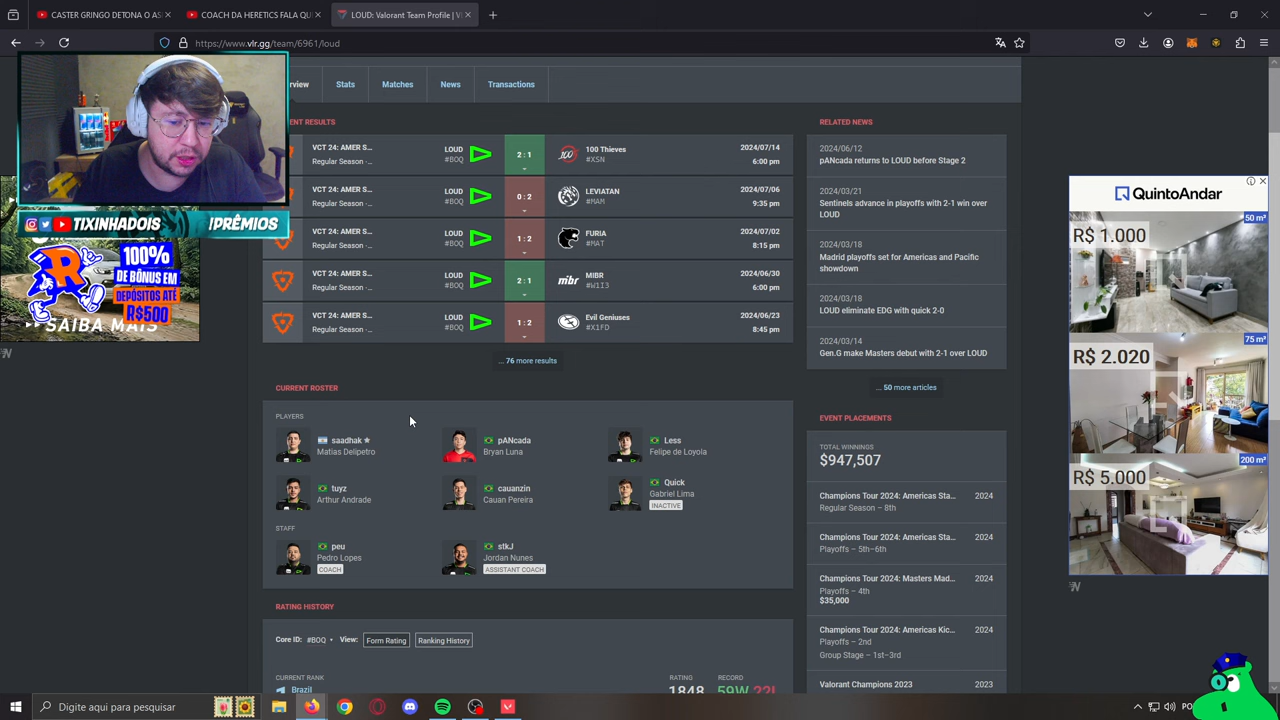 CASTER GRINGO DETONA O AS
COACH DA HERETICS FALA QU
LOUD: Valorant Team Profile | V
https://www.vlr.gg/team/6961/loud
Stats
Matches
News
Transactions
VCT 24: AMER S...
Regular Season -..
LOUD
#BOQ
2 : 1
100 Thieves
#XSN
2024/07/14
6:00 pm
VCT 24: AMER S...
Regular Season -..
LOUD
#BOQ
0 : 2
LEVIATAN
#MAM
2024/07/06
9:35 pm
VCT 24: AMER S...
Regular Season -..
LOUD
#BOQ
1 : 2
FURIA
#MAT
2024/07/02
8:15 pm
VCT 24: AMER S...
Regular Season -..
LOUD
#BOQ
2 : 1
mibr
MIBR
#W1I3
2024/06/30
6:00 pm
VCT 24: AMER S...
Regular Season -..
LOUD
#BOQ
1 : 2
Evil Geniuses
#X1FD
2024/06/23
8:45 pm
... 76 more results
TIXINHADOIS
!PRÊMIOS
100%
DE BÔNUS EM
DEPÓSITOS ATÉ
R$500
SAIBA MAIS
CURRENT ROSTER
PLAYERS
saadhak
Matias Delipetro
pANcada
Bryan Luna
Less
Felipe de Loyola
tuyz
Arthur Andrade
cauanzin
Cauan Pereira
Quick
Gabriel Lima
INACTIVE
STAFF
peu
Pedro Lopes
COACH
stkJ
Jordan Nunes
ASSISTANT COACH
RATING HISTORY
Core ID: #BOQ
View:
Form Rating
Ranking History
CURRENT RANK
Brazil
RATING
1848
RECORD
59W 22L
RELATED NEWS
2024/06/12
pANcada returns to LOUD before Stage 2
2024/03/21
Sentinels advance in playoffs with 2-1 win over
LOUD
2024/03/18
Madrid playoffs set for Americas and Pacific
showdown
2024/03/18
LOUD eliminate EDG with quick 2-0
2024/03/14
Gen.G make Masters debut with 2-1 over LOUD
... 50 more articles
EVENT PLACEMENTS
TOTAL WINNINGS
$947,507
Champions Tour 2024: Americas Sta...
2024
Regular Season – 8th
Champions Tour 2024: Americas Sta...
2024
Playoffs – 5th–6th
Champions Tour 2024: Masters Mad...
2024
Playoffs – 4th
$35,000
Champions Tour 2024: Americas Kic...
2024
Playoffs – 2nd
Group Stage – 1st–3rd
Valorant Champions 2023
2023
QuintoAndar
50 m²
R$ 1.000
75 m²
R$ 2.020
200 m²
R$ 5.000
Digite aqui para pesquisar